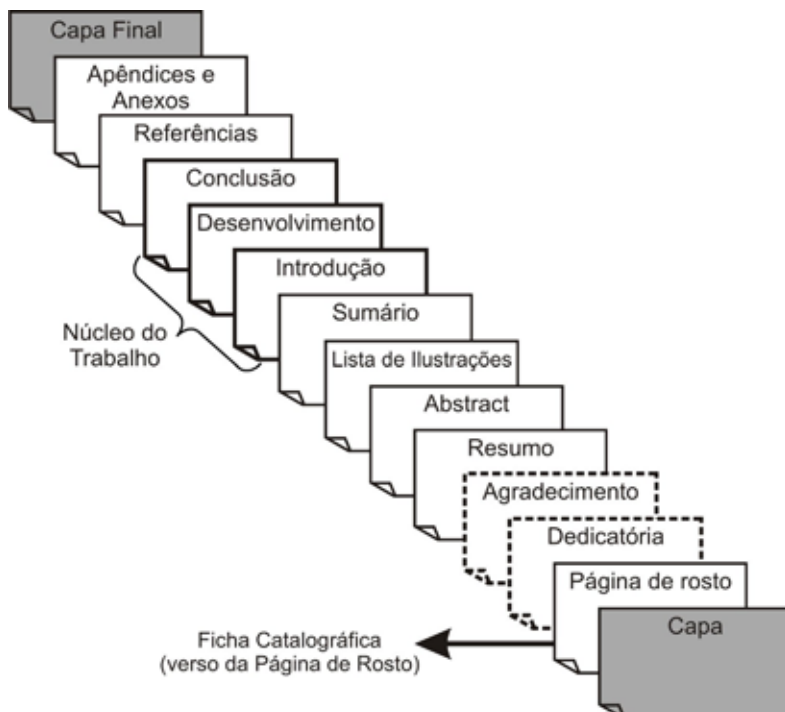 Capa Final
Apêndices e
Anexos
Referências
Conclusão
Desenvolvimento
Introdução
Sumário
Núcleo do
Trabalho
Lista de Ilustrações
Abstract
Resumo
Agradecimento
Dedicatória
Página de rosto
Capa
Ficha Catalográfica
(verso da Página de Rosto)